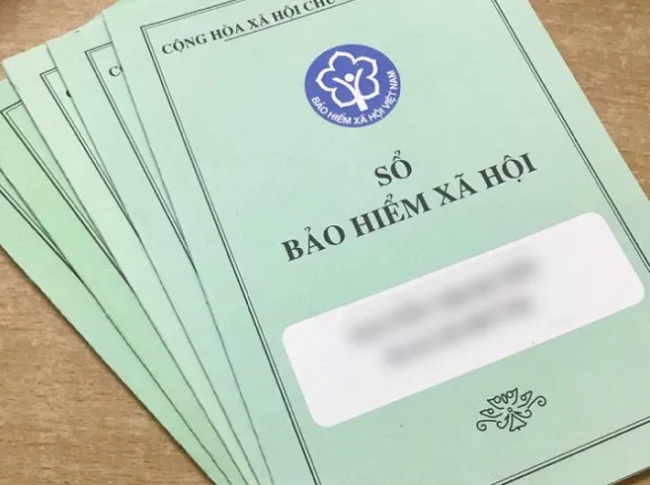 CỘNG HÒA XÃ HỘI CHỦ
BẢO HIỂM XÃ HỘI VIỆT NAM
SỔ
BẢO HIỂM XÃ HỘI